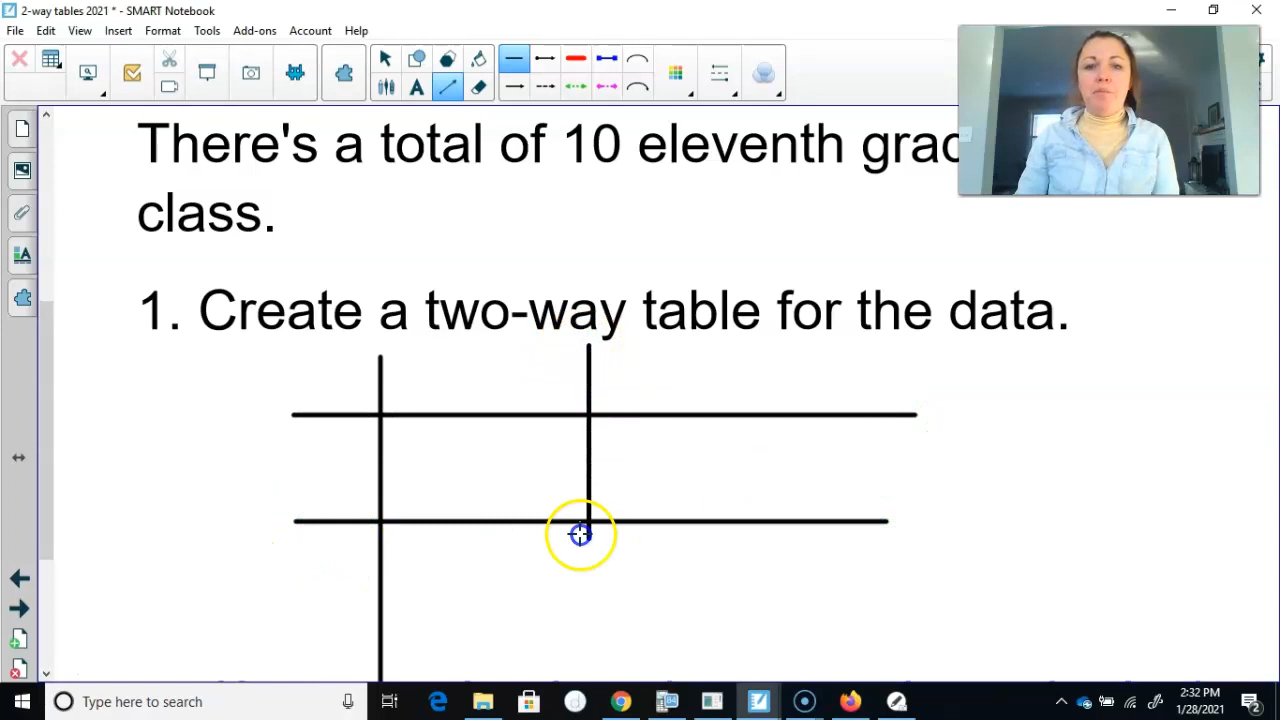 2-way tables 2021 * - SMART Notebook
File Edit View Insert Format Tools Add-ons Account Help
There's a total of 10 eleventh grad
class.
1. Create a two-way table for the data.
Type here to search
2:32 PM
1/28/2021
2